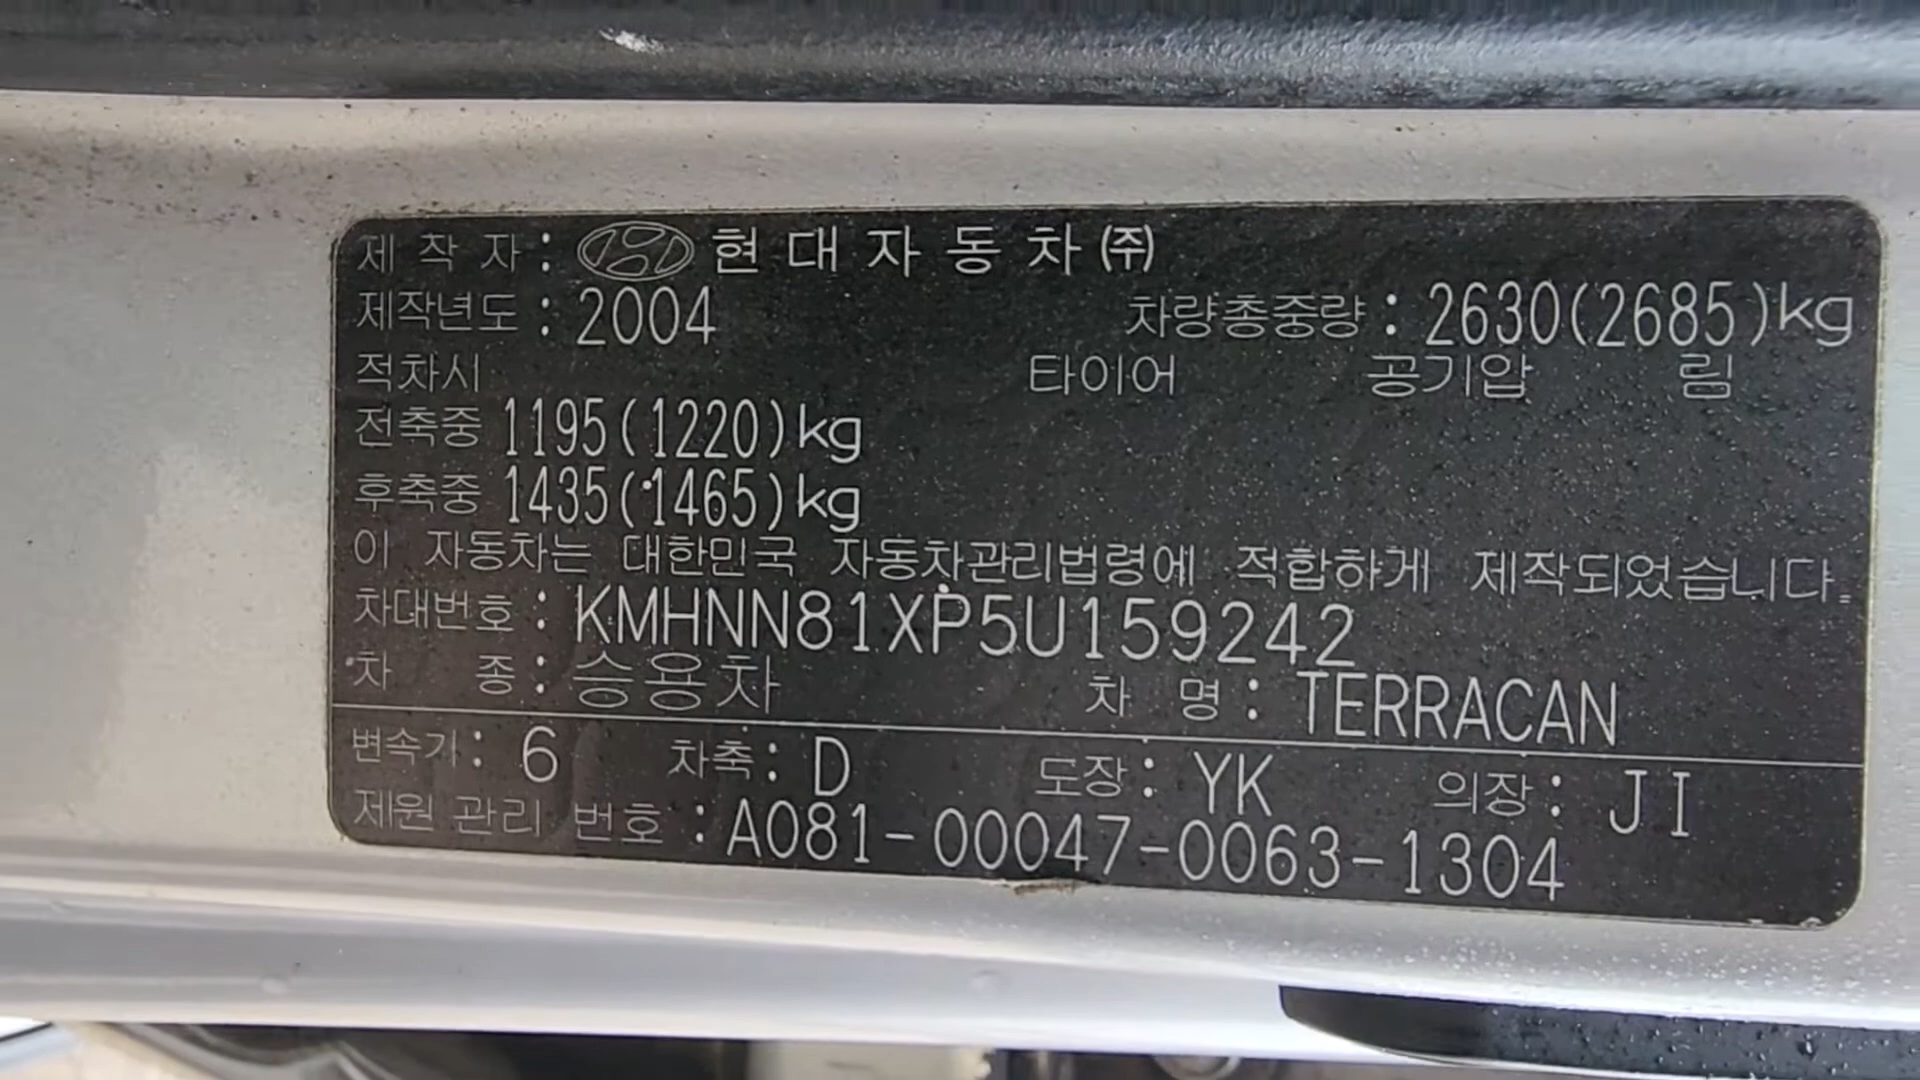 제 작 자 : 현 대 자 동 차 ㈜
제작년도 : 2004 차량총중량 : 2630(2685)kg
적차시 타이어 공기압 림
전축중 1195(1220)kg
후축중 1435(1465)kg
이 자동차는 대한민국 자동차관리법령에 적합하게 제작되었습니다.
차대번호 : KMHNN81XP5U159242
차 종 : 승용차 차 명 : TERRACAN
변속기 : 6 차축 : D 도장 : YK 의장 : JI
제원 관리 번호 : A081-00047-0063-1304